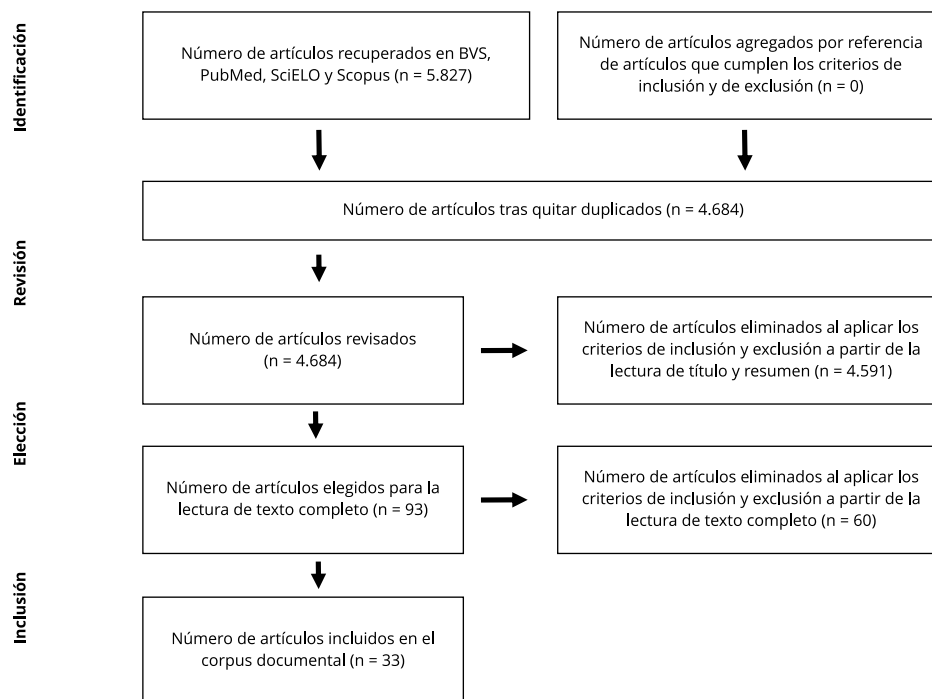 Identificación
Número de artículos recuperados en BVS,
PubMed, SciELO y Scopus (n = 5.827)
Número de artículos agregados por referencia
de artículos que cumplen los criterios de
inclusión y de exclusión (n = 0)
Número de artículos tras quitar duplicados (n = 4.684)
Revisión
Número de artículos revisados
(n = 4.684)
Número de artículos eliminados al aplicar los
criterios de inclusión y exclusión a partir de la
lectura de título y resumen (n = 4.591)
Elección
Número de artículos elegidos para la
lectura de texto completo (n = 93)
Número de artículos eliminados al aplicar los
criterios de inclusión y exclusión a partir de la
lectura de texto completo (n = 60)
Inclusión
Número de artículos incluidos en el
corpus documental (n = 33)